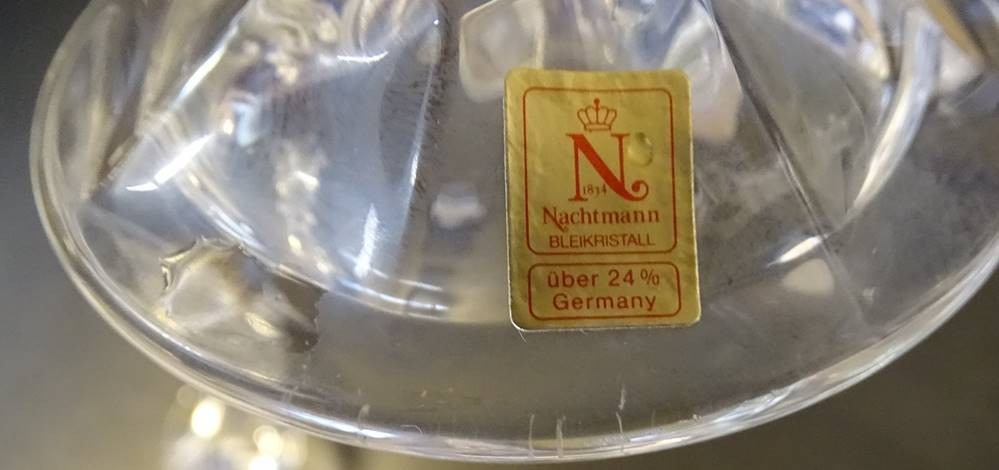 N
1834
Nachtmann
BLEIKRISTALL
über 24%
Germany